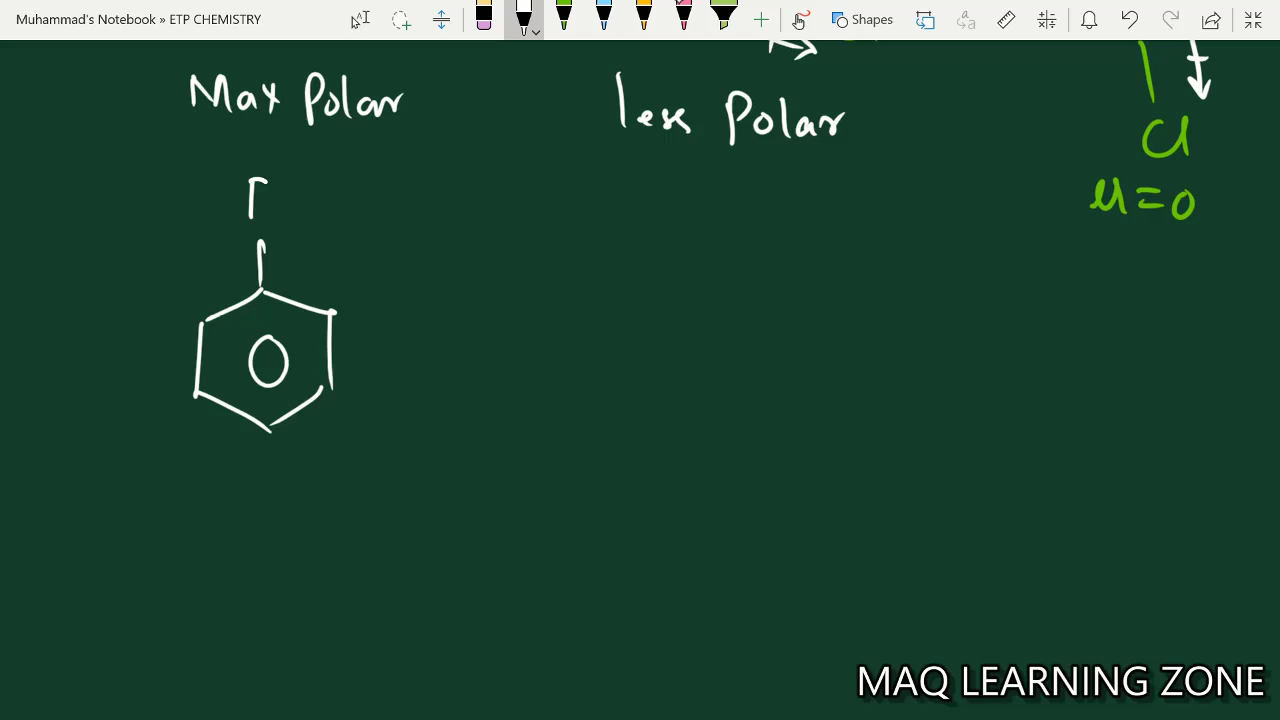 Muhammad's Notebook » ETP CHEMISTRY
Shapes
Max Polar
less Polar
Cl
μ = 0
MAQ LEARNING ZONE